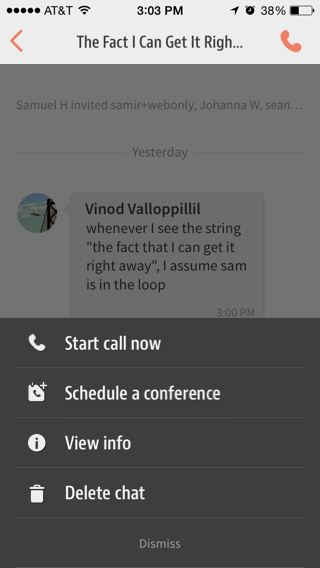 AT&T 3:03 PM 38%
The Fact I Can Get It Righ...
Samuel H invited samir+webonly, Johanna W, sean...
Yesterday
Vinod Valloppillil
whenever I see the string
"the fact that I can get it
right away", I assume sam
is in the loop
3:00 PM
Start call now
Schedule a conference
View info
Delete chat
Dismiss